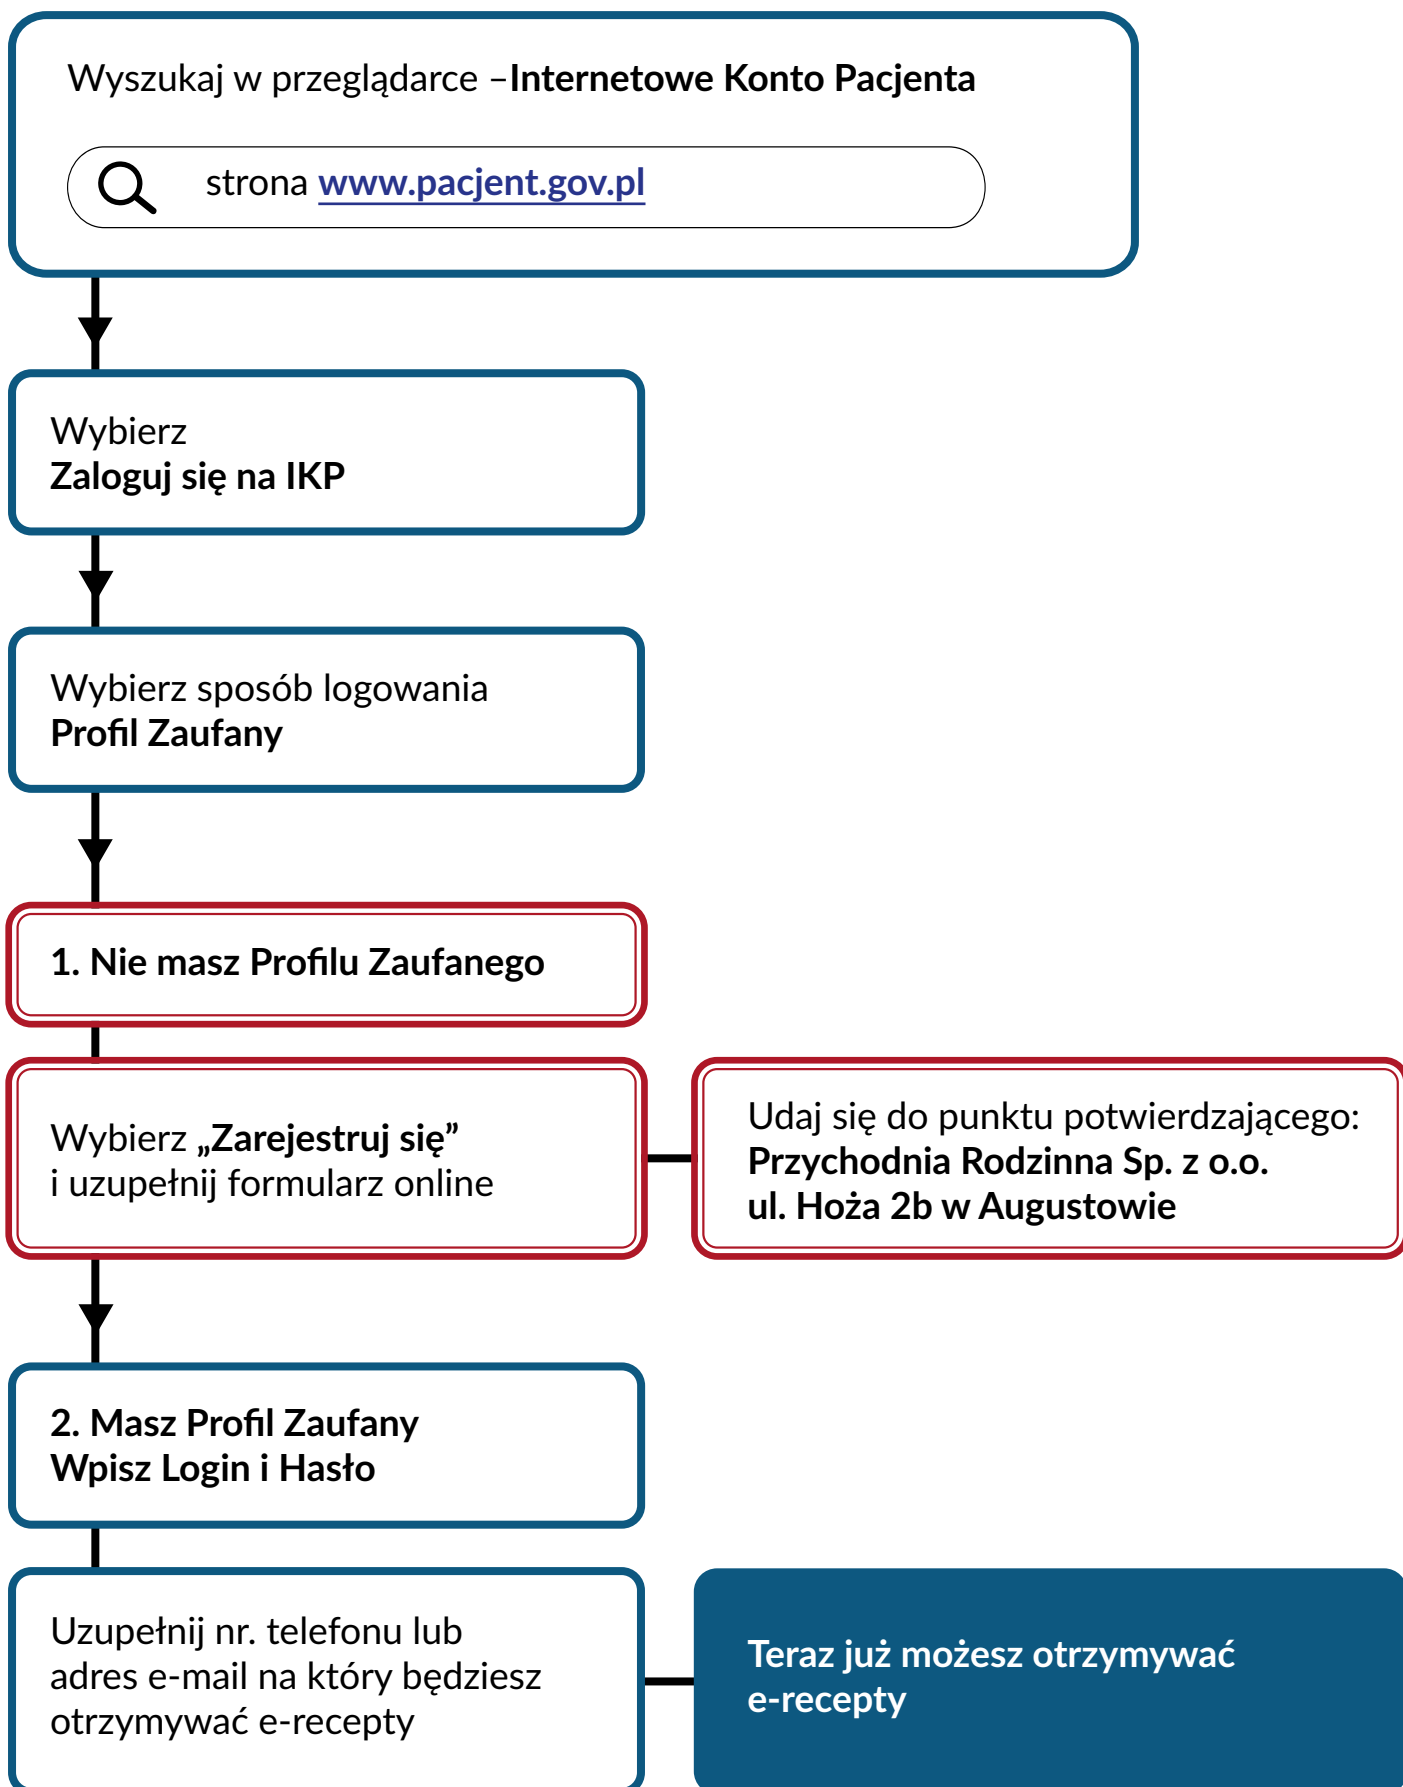 Wyszukaj w przeglądarce –Internetowe Konto Pacjenta
strona www.pacjent.gov.pl
Wybierz
Zaloguj się na IKP
Wybierz sposób logowania
Profil Zaufany
1. Nie masz Profilu Zaufanego
Wybierz „Zarejestruj się”
i uzupełnij formularz online
Udaj się do punktu potwierdzającego:
Przychodnia Rodzinna Sp. z o.o.
ul. Hoża 2b w Augustowie
2. Masz Profil Zaufany
Wpisz Login i Hasło
Uzupełnij nr. telefonu lub
adres e-mail na który będziesz
otrzymywać e-recepty
Teraz już możesz otrzymywać
e-recepty